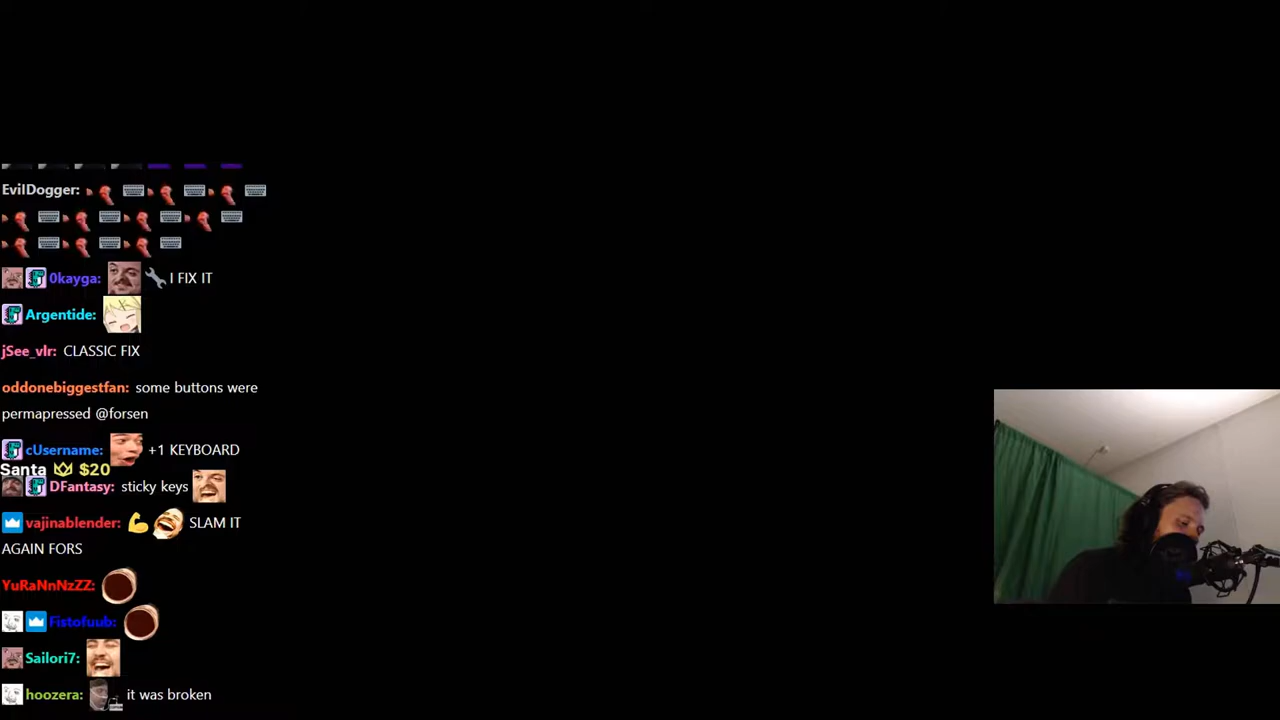 EvilDogger:
0kayga: I FIX IT
Argentide:
jSee_vlr: CLASSIC FIX
oddonebiggestfan: some buttons were
permapressed @forsen
cUsername: +1 KEYBOARD
Santa $20
DFantasy: sticky keys
vajinablender: SLAM IT
AGAIN FORS
YuRaNnNzZZ:
Fistofuub:
Sailori7:
hoozera: it was broken